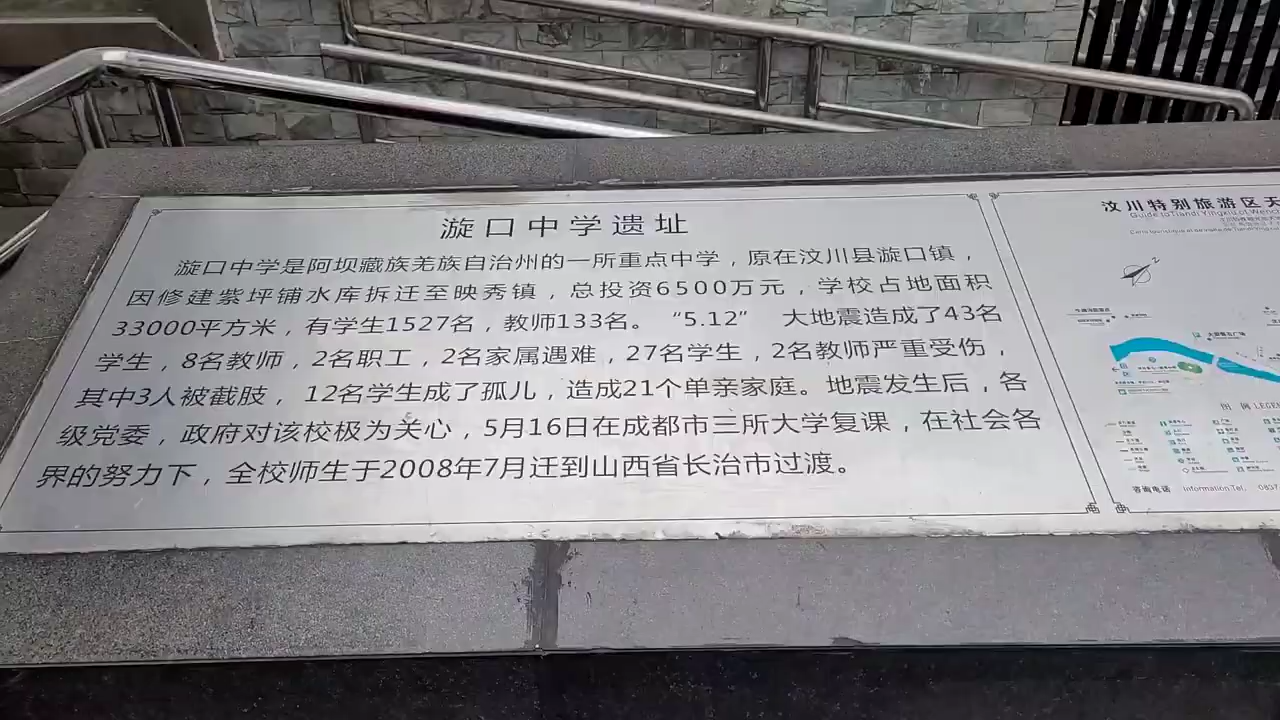 漩口中学遗址
漩口中学是阿坝藏族羌族自治州的一所重点中学，原在汶川县漩口镇，
因修建紫坪铺水库拆迁至映秀镇，总投资6500万元，学校占地面积
33000平方米，有学生1527名，教师133名。“5.12” 大地震造成了43名
学生，8名教师，2名职工，2名家属遇难，27名学生，2名教师严重受伤，
其中3人被截肢， 12名学生成了孤儿，造成21个单亲家庭。地震发生后，各
级党委，政府对该校极为关心，5月16日在成都市三所大学复课，在社会各
界的努力下，全校师生于2008年7月迁到山西省长治市过渡。
汶川特别旅游区天
Guide to Tiandi Yingxiu of Wenc
图 例 LEGE
咨询电话 Information Tel, 0837